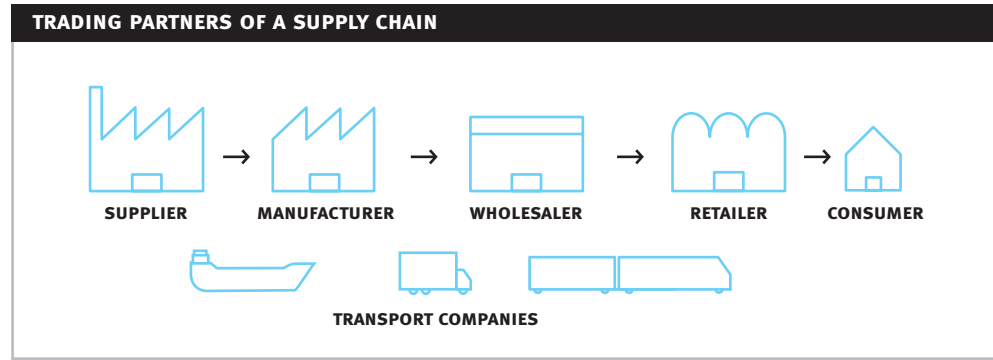 TRADING PARTNERS OF A SUPPLY CHAIN
→ → → →
SUPPLIER MANUFACTURER WHOLESALER RETAILER CONSUMER
TRANSPORT COMPANIES